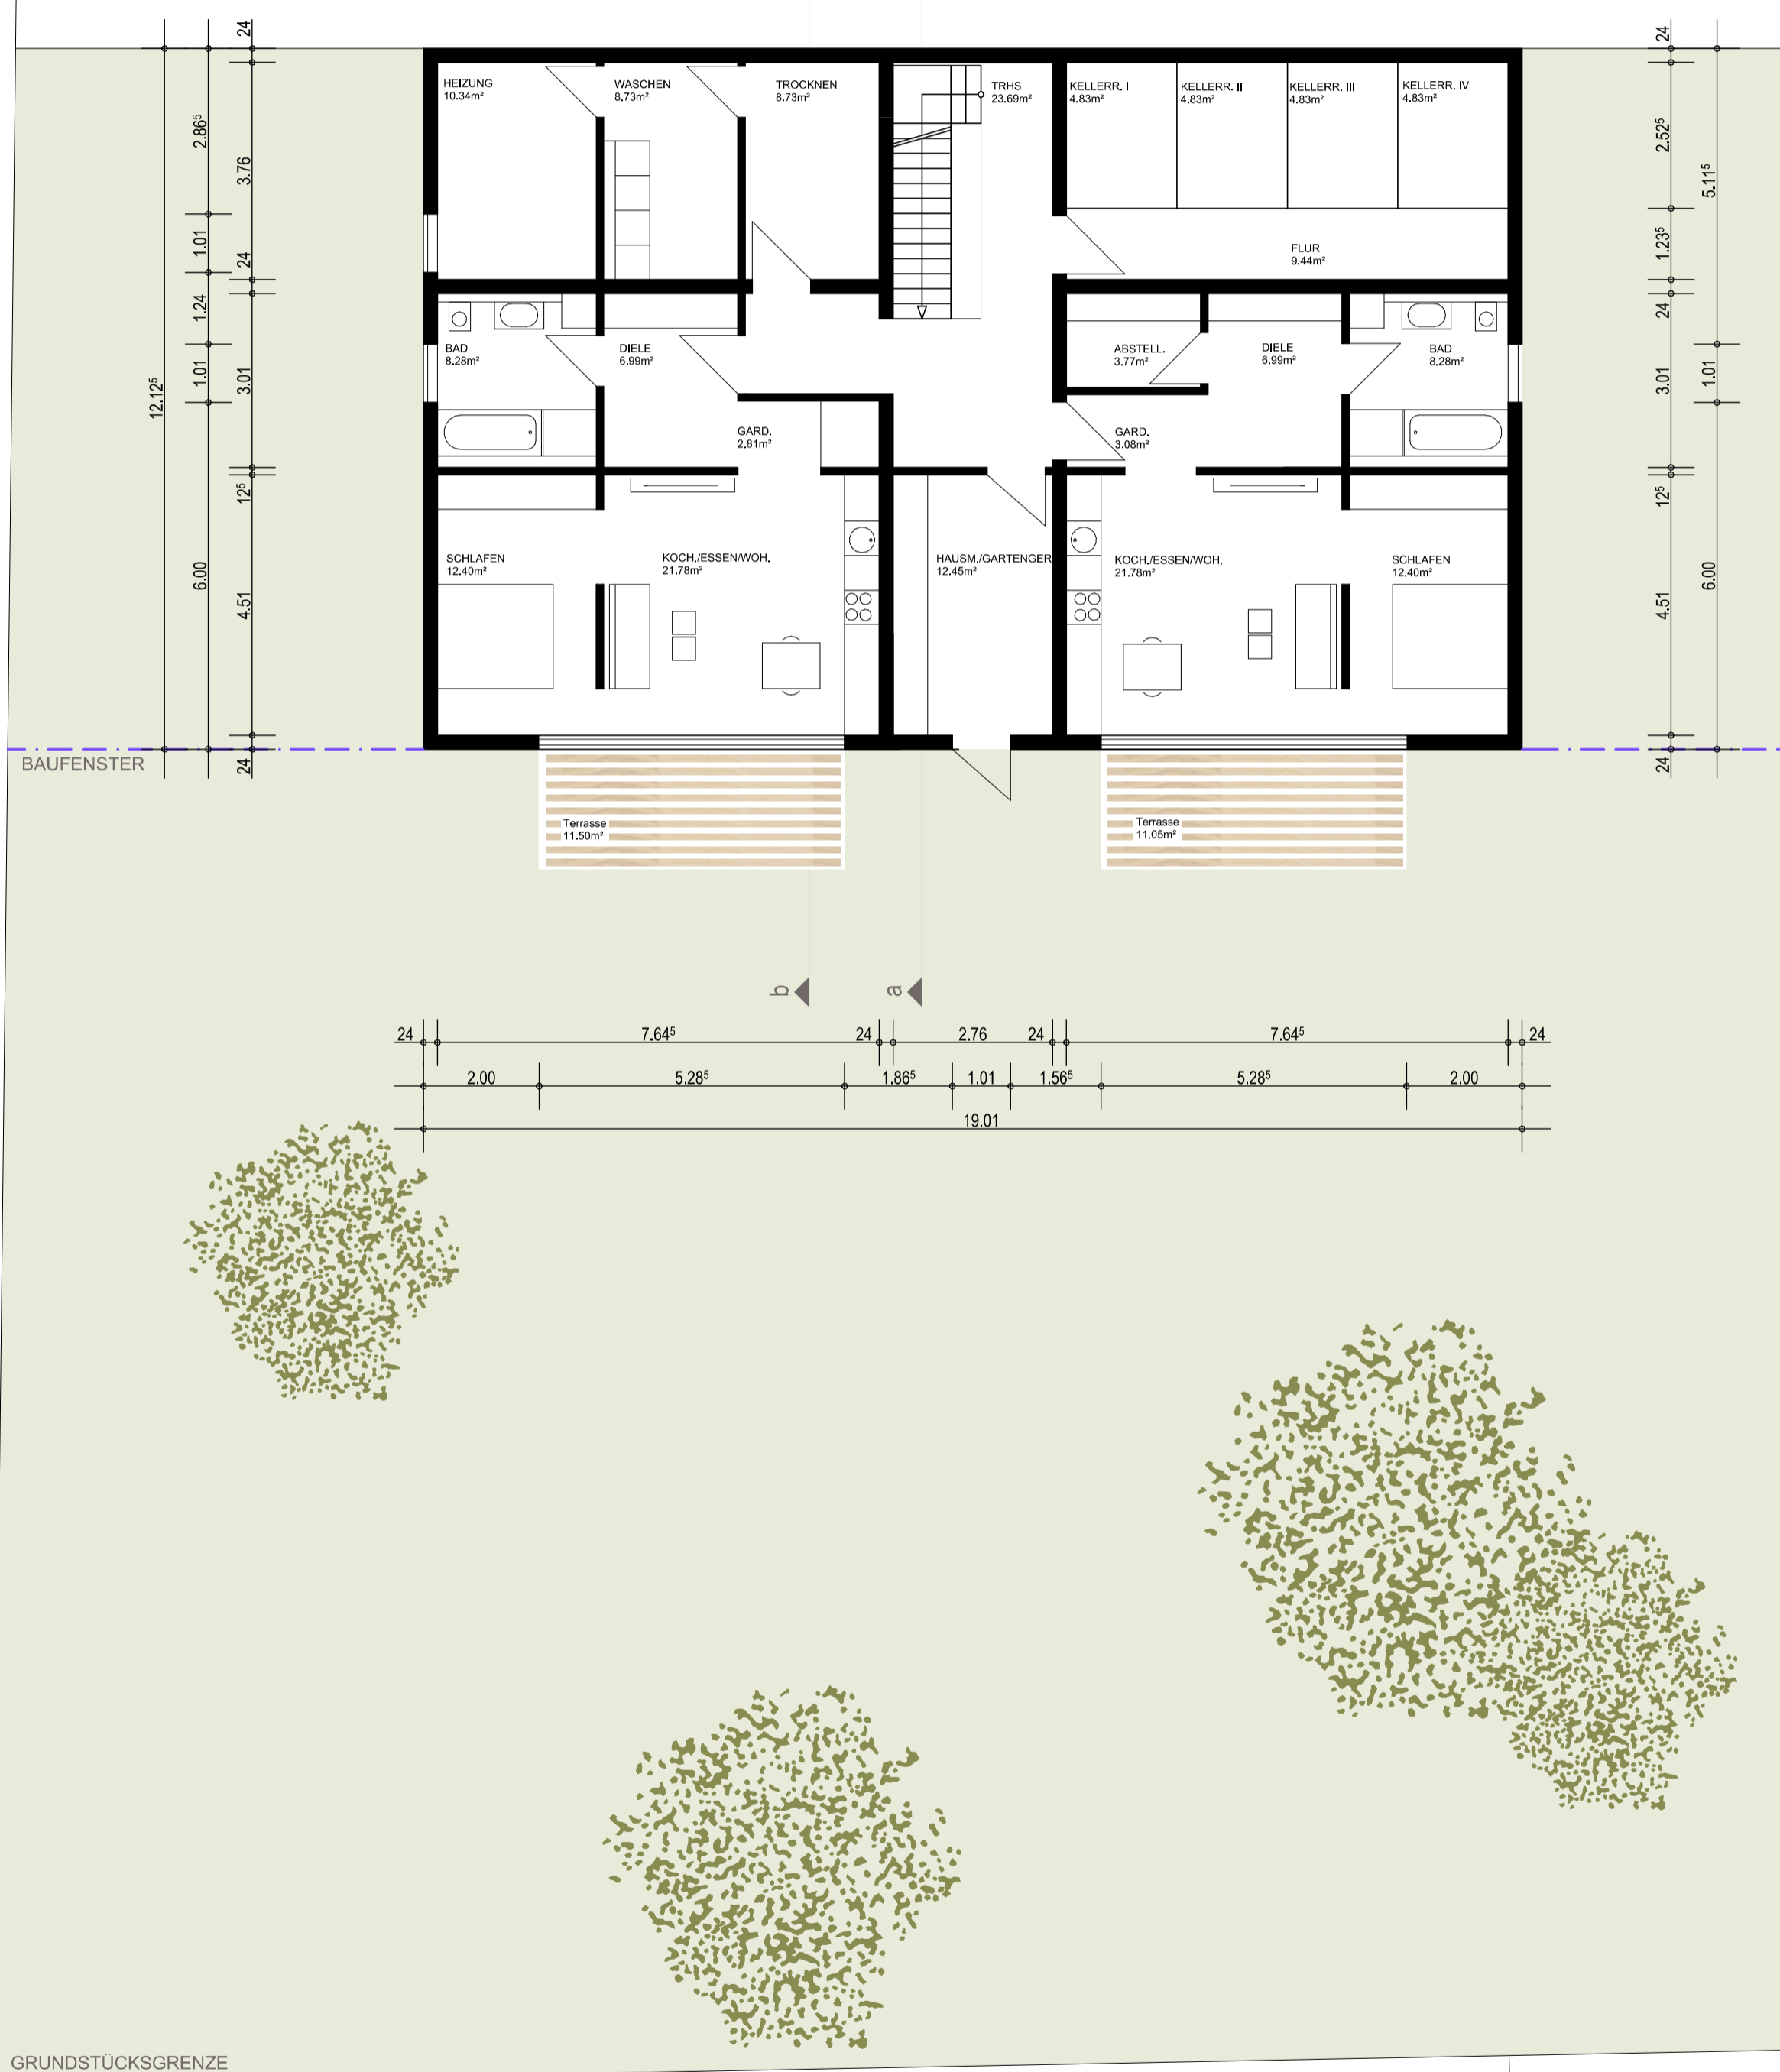 HEIZUNG
10.34m²
WASCHEN
8.73m²
TROCKNEN
8.73m²
TRHS
23.69m²
KELLERR. I
4.83m²
KELLERR. II
4.83m²
KELLERR. III
4.83m²
KELLERR. IV
4.83m²
FLUR
9.44m²
BAD
8.28m²
DIELE
6.99m²
GARD.
2.81m²
ABSTELL.
3.77m²
DIELE
6.99m²
BAD
8.28m²
GARD.
3.08m²
SCHLAFEN
12.40m²
KOCH./ESSEN/WOH.
21.78m²
HAUSM./GARTENGER
12.45m²
KOCH./ESSEN/WOH.
21.78m²
SCHLAFEN
12.40m²
Terrasse
11.50m²
Terrasse
11.05m²
12.12⁵
2.86⁵
1.01
1.24
1.01
6.00
24
3.76
24
3.01
12⁵
4.51
24
24
2.52⁵
1.23⁵
24
3.01
12⁵
4.51
24
5.11⁵
1.01
6.00
BAUFENSTER
b
a
24
7.64⁵
24
2.76
24
7.64⁵
24
2.00
5.28⁵
1.86⁵
1.01
1.56⁵
5.28⁵
2.00
19.01
GRUNDSTÜCKSGRENZE